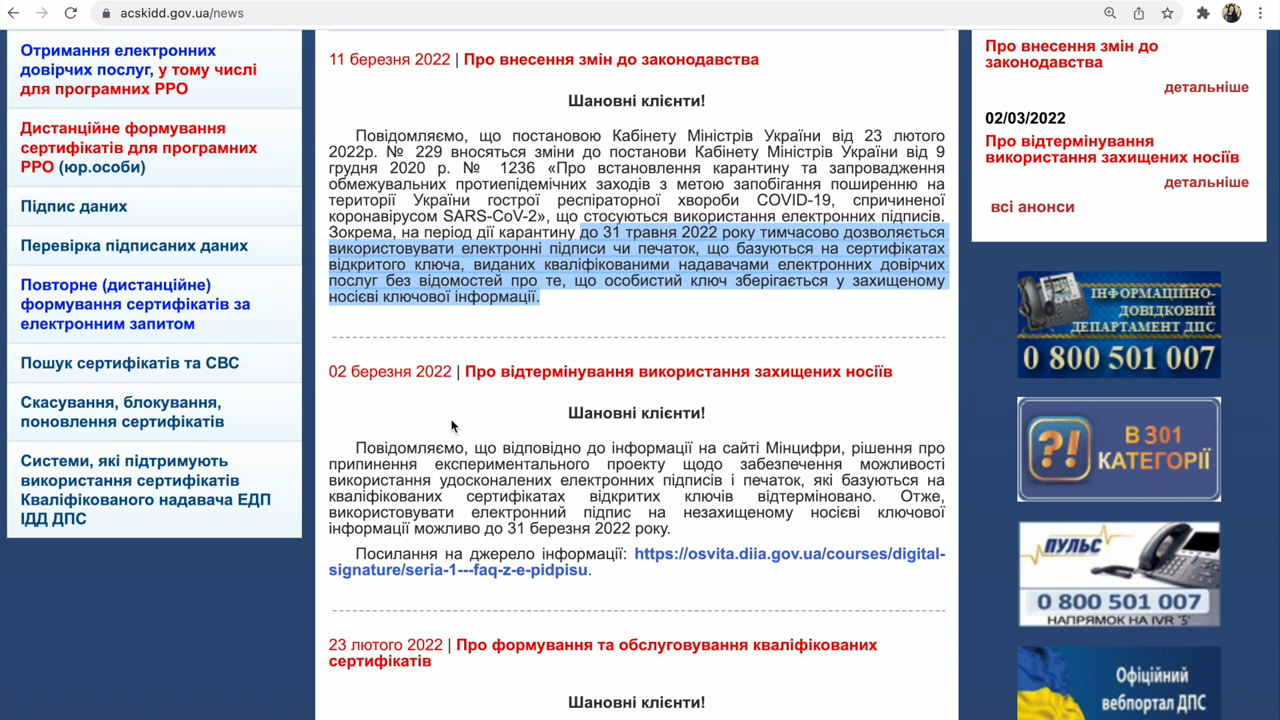 acskidd.gov.ua/news
Отримання електронних
довірчих послуг, у тому числі
для програмних РРО
Дистанційне формування
сертифікатів для програмних
РРО (юр.особи)
Підпис даних
Перевірка підписаних даних
Повторне (дистанційне)
формування сертифікатів за
електронним запитом
Пошук сертифікатів та СВС
Скасування, блокування,
поновлення сертифікатів
Системи, які підтримують
використання сертифікатів
Кваліфікованого надавача ЕДП
ІДД ДПС
11 березня 2022 | Про внесення змін до законодавства
Шановні клієнти!
Повідомляємо, що постановою Кабінету Міністрів України від 23 лютого
2022р. № 229 вносяться зміни до постанови Кабінету Міністрів України від 9
грудня 2020 р. № 1236 «Про встановлення карантину та запровадження
обмежувальних протиепідемічних заходів з метою запобігання поширенню на
території України гострої респіраторної хвороби COVID-19, спричиненої
коронавірусом SARS-CoV-2», що стосуються використання електронних підписів.
Зокрема, на період дії карантину до 31 травня 2022 року тимчасово дозволяється
використовувати електронні підписи чи печаток, що базуються на сертифікатах
відкритого ключа, виданих кваліфікованими надавачами електронних довірчих
послуг без відомостей про те, що особистий ключ зберігається у захищеному
носієві ключової інформації.
02 березня 2022 | Про відтермінування використання захищених носіїв
Шановні клієнти!
Повідомляємо, що відповідно до інформації на сайті Мінцифри, рішення про
припинення експериментального проекту щодо забезпечення можливості
використання удосконалених електронних підписів і печаток, які базуються на
кваліфікованих сертифікатах відкритих ключів відтерміновано. Отже,
використовувати електронний підпис на незахищеному носієві ключової
інформації можливо до 31 березня 2022 року.
Посилання на джерело інформації: https://osvita.diia.gov.ua/courses/digital-
signature/seria-1---faq-z-e-pidpisu.
23 лютого 2022 | Про формування та обслуговування кваліфікованих
сертифікатів
Шановні клієнти!
Про внесення змін до
законодавства
детальніше
02/03/2022
Про відтермінування
використання захищених носіїв
детальніше
всі анонси
ІНФОРМАЦІЙНО-
ДОВІДКОВИЙ
ДЕПАРТАМЕНТ ДПС
0 800 501 007
?!
В 301
КАТЕГОРІЇ
ПУЛЬС
0 800 501 007
НАПРЯМОК НА IVR '5'
Офіційний
вебпортал ДПС